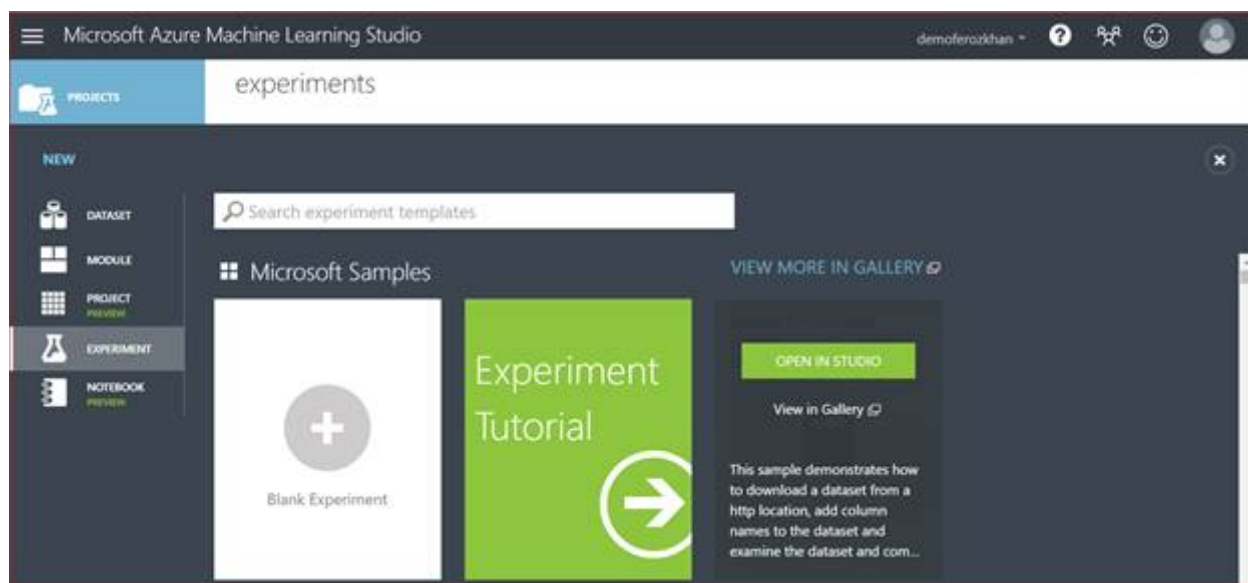 Microsoft Azure Machine Learning Studio
demoferozkhan
?
PROJECTS
experiments
NEW
DATASET
MODULE
PROJECT
PREVIEW
EXPERIMENT
NOTEBOOK
PREVIEW
Search experiment templates
Microsoft Samples
VIEW MORE IN GALLERY
Blank Experiment
Experiment
Tutorial
OPEN IN STUDIO
View in Gallery
This sample demonstrates how
to download a dataset from a
http location, add column
names to the dataset and
examine the dataset and com...